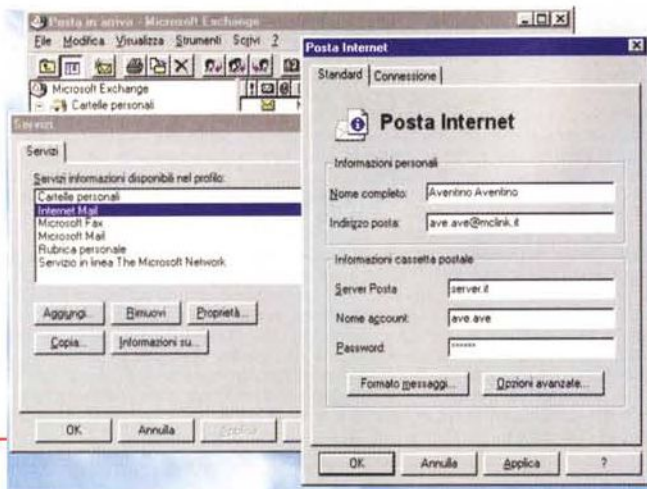 Posta in arriva - Microsoft Exchange
File Modifica Visualizza Strumenti Scrivi ?
Microsoft Exchange
Cartelle personali
Servizi
Servizi
Servizi informazioni disponibili nel profilo:
Cartelle personali
Internet Mail
Microsoft Fax
Microsoft Mail
Rubrica personale
Servizio in linea The Microsoft Network
Aggiungi... Rimuovi Proprietà...
Copia... Informazioni su...
OK Annulla Applica
Posta Internet
Standard Connessione
Posta Internet
Informazioni personali
Nome completo: Aventino Aventino
Indirizzo posta: ave.ave@mclink.it
Informazioni cassetta postale
Server Posta server.it
Nome account: ave.ave
Password: ******
Formato messaggi... Opzioni avanzate...
OK Annulla Applica ?